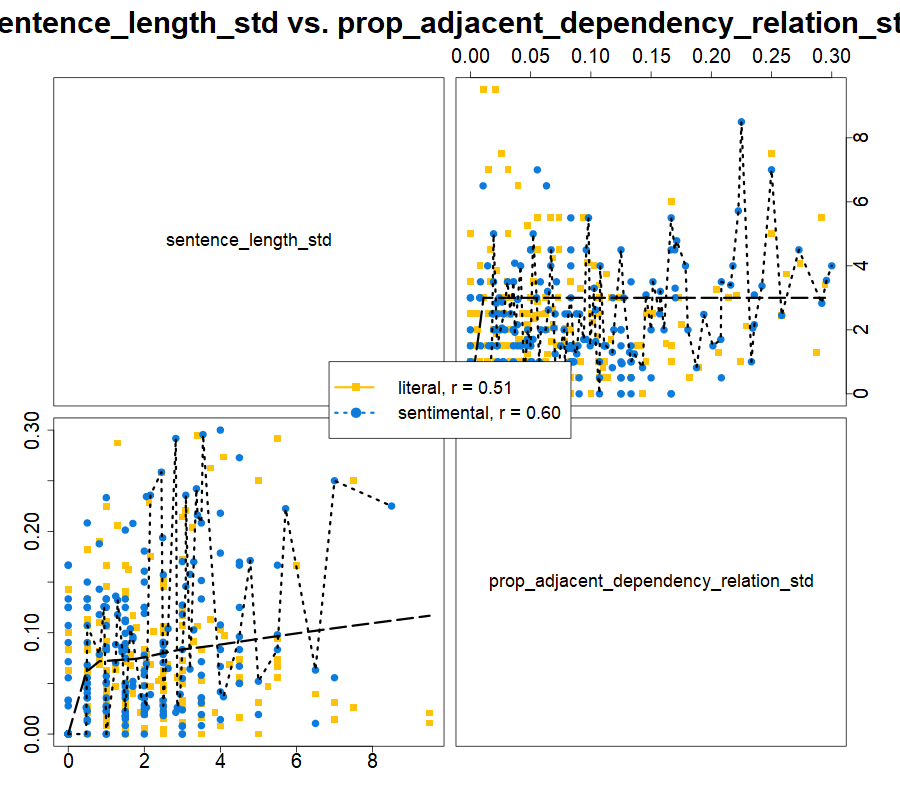 entence_length_std vs. prop_adjacent_dependency_relation_st
0.00 0.05 0.10 0.15 0.20 0.25 0.30
sentence_length_std
8
6
4
2
0
literal, r = 0.51
sentimental, r = 0.60
0.30
0.20
0.10
0.00
prop_adjacent_dependency_relation_std
0 2 4 6 8